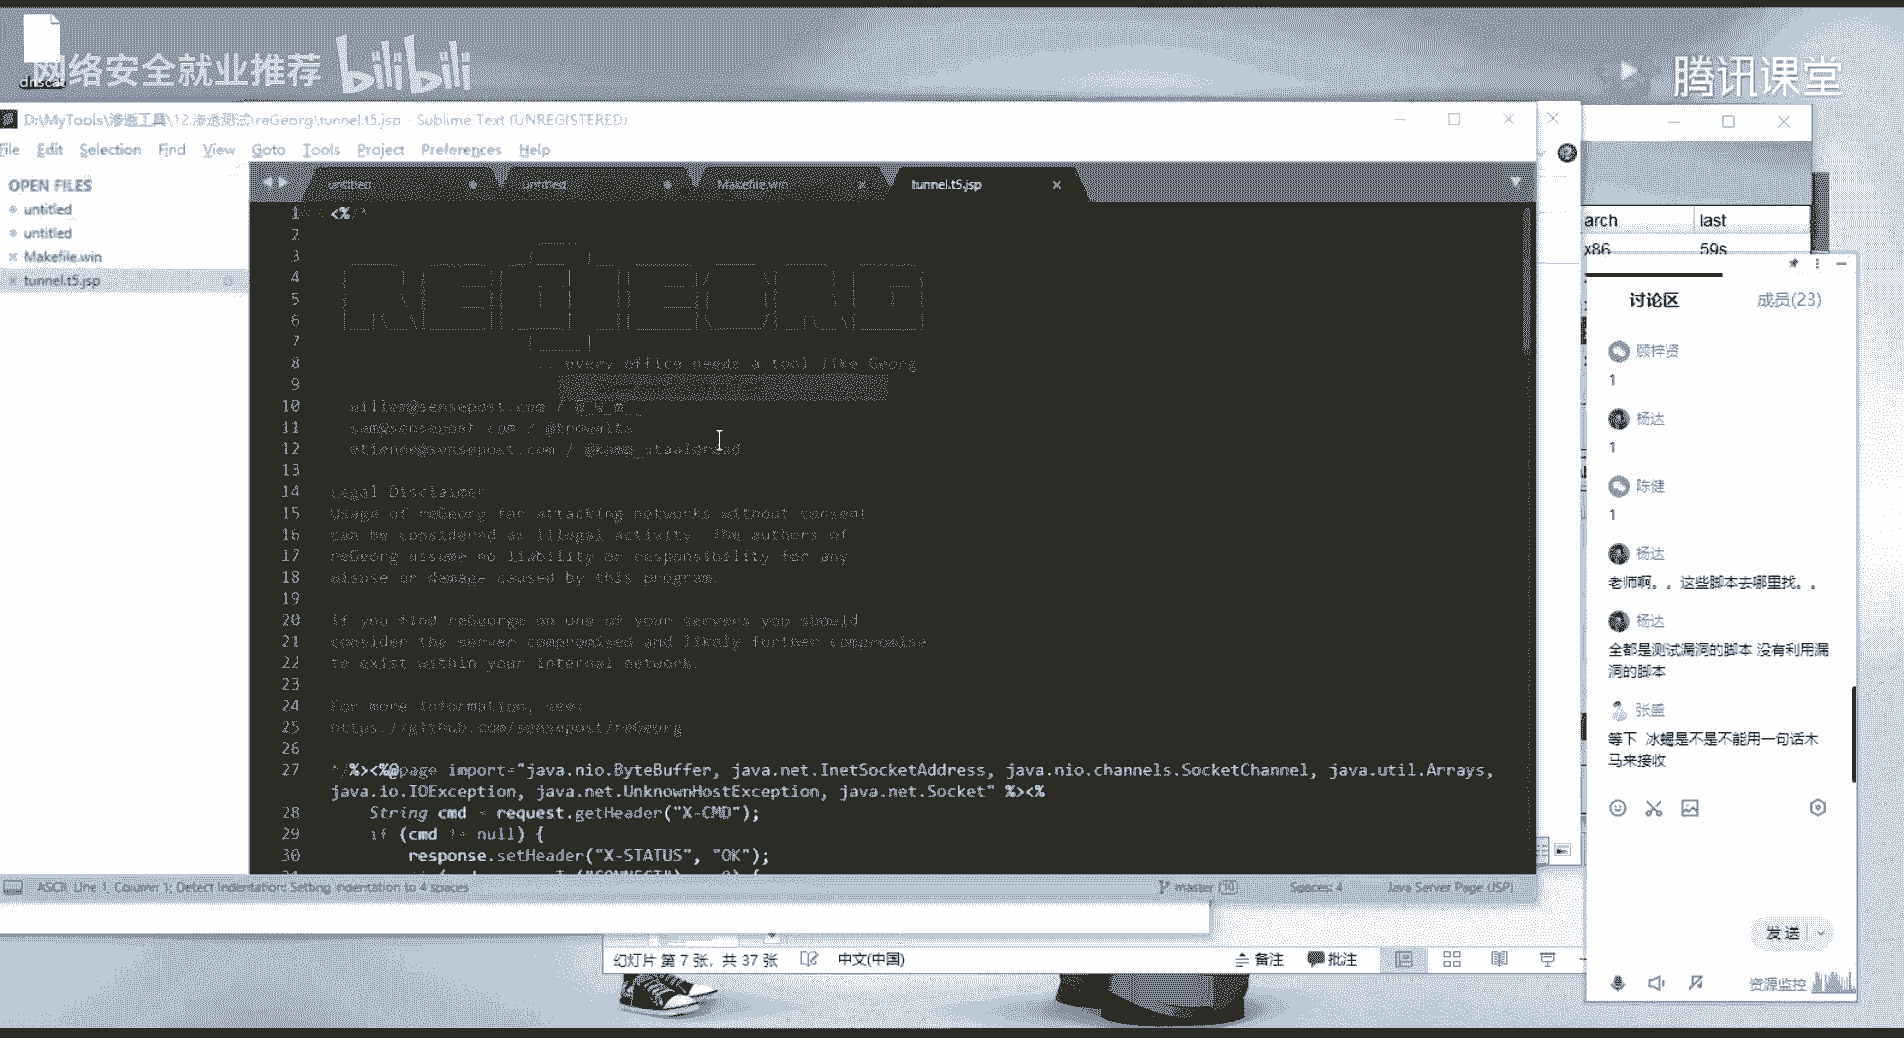 网络安全就业推荐 bilibili
腾讯课堂
D:\MyTools\渗透工具\12.渗透测试\reGeorg\tunnel.t5.jsp - Sublime Text (UNREGISTERED)
File Edit Selection Find View Goto Tools Project Preferences Help
OPEN FILES
untitled
untitled
Makefile.win
tunnel.t5.jsp
untitled untitled Makefile.win tunnel.t5.jsp
1 <%/*
2
3
4
5
6
7
8 ... every office needs a tool like Georg
9
10 willem@sensepost.com / @_w_m__
11 sam@sensepost.com / @trowalts
12 etienne@sensepost.com / @kamp_staaldraad
13
14 Legal Disclaimer
15 Usage of reGeorg for attacking networks without consent
16 can be considered as illegal activity. The authors of
17 reGeorg assume no liability or responsibility for any
18 misuse or damage caused by this program.
19
20 If you find reGeorge on one of your servers you should
21 consider the server compromised and likely further compromise
22 to exist within your internal network.
23
24 For more information, see:
25 https://github.com/sensepost/reGeorg
26
27 */%><%@page import="java.nio.ByteBuffer, java.net.InetSocketAddress, java.nio.channels.SocketChannel, java.util.Arrays,
java.io.IOException, java.net.UnknownHostException, java.net.Socket" %><%
28 String cmd = request.getHeader("X-CMD");
29 if (cmd != null) {
30 response.setHeader("X-STATUS", "OK");
ASCII, Line 1, Column 1; Detect Indentation: Setting indentation to 4 spaces
master Spaces: 4 Java Server Page (JSP)
arch last
x86 59s
讨论区 成员(23)
顾梓贤
1
杨达
1
陈健
1
杨达
老师啊。。这些脚本去哪里找。。
杨达
全都是测试漏洞的脚本 没有利用漏
洞的脚本
张盛
等下 冰蝎是不是不能用一句话木
马来接收
发送
资源监控
幻灯片 第 7 张，共 37 张 中文(中国) 备注 批注